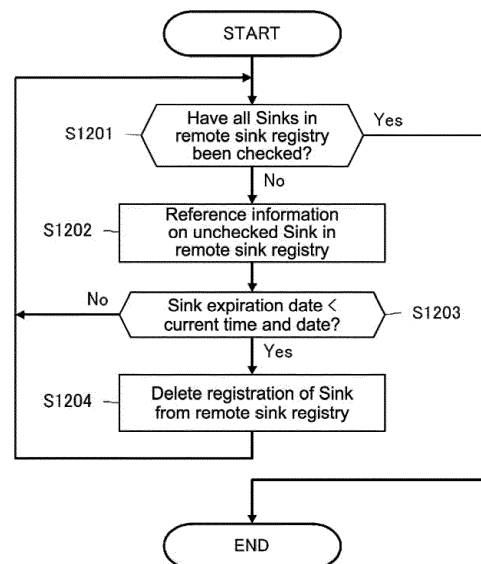 START
S1201
Have all Sinks in
remote sink registry
been checked?
Yes
No
S1202
Reference information
on unchecked Sink in
remote sink registry
No
Sink expiration date <
current time and date?
S1203
Yes
S1204
Delete registration of Sink
from remote sink registry
END